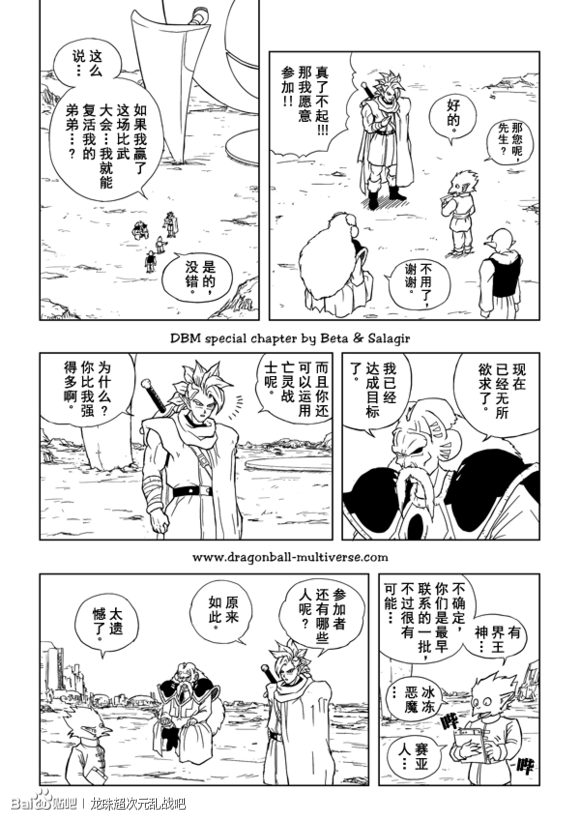 这么
说…
如果我赢了
这场比武
大会…我就能
复活我的
弟弟…？
是的，
没错。
真了不起!!!
那我愿意
参加!!
好的。
那您呢，
先生？
不用了，
谢谢。
DBM special chapter by Beta & Salagir
为什么？
你比我强
得多啊。
而且你还
可以运用
亡灵战
士呢。
我已经
达成目标
了。
现在
已经无所
欲求了。
www.dragonball-multiverse.com
太遗
憾了。
原来
如此。
参加者
还有哪些
人呢？
不确定，
你们是最早
联系的一批，
不过很有
可能…
有
界王
神…
冰冻
恶魔
…
赛亚
人…
哗
哗
Bai贴吧 | 龙珠超次元乱战吧